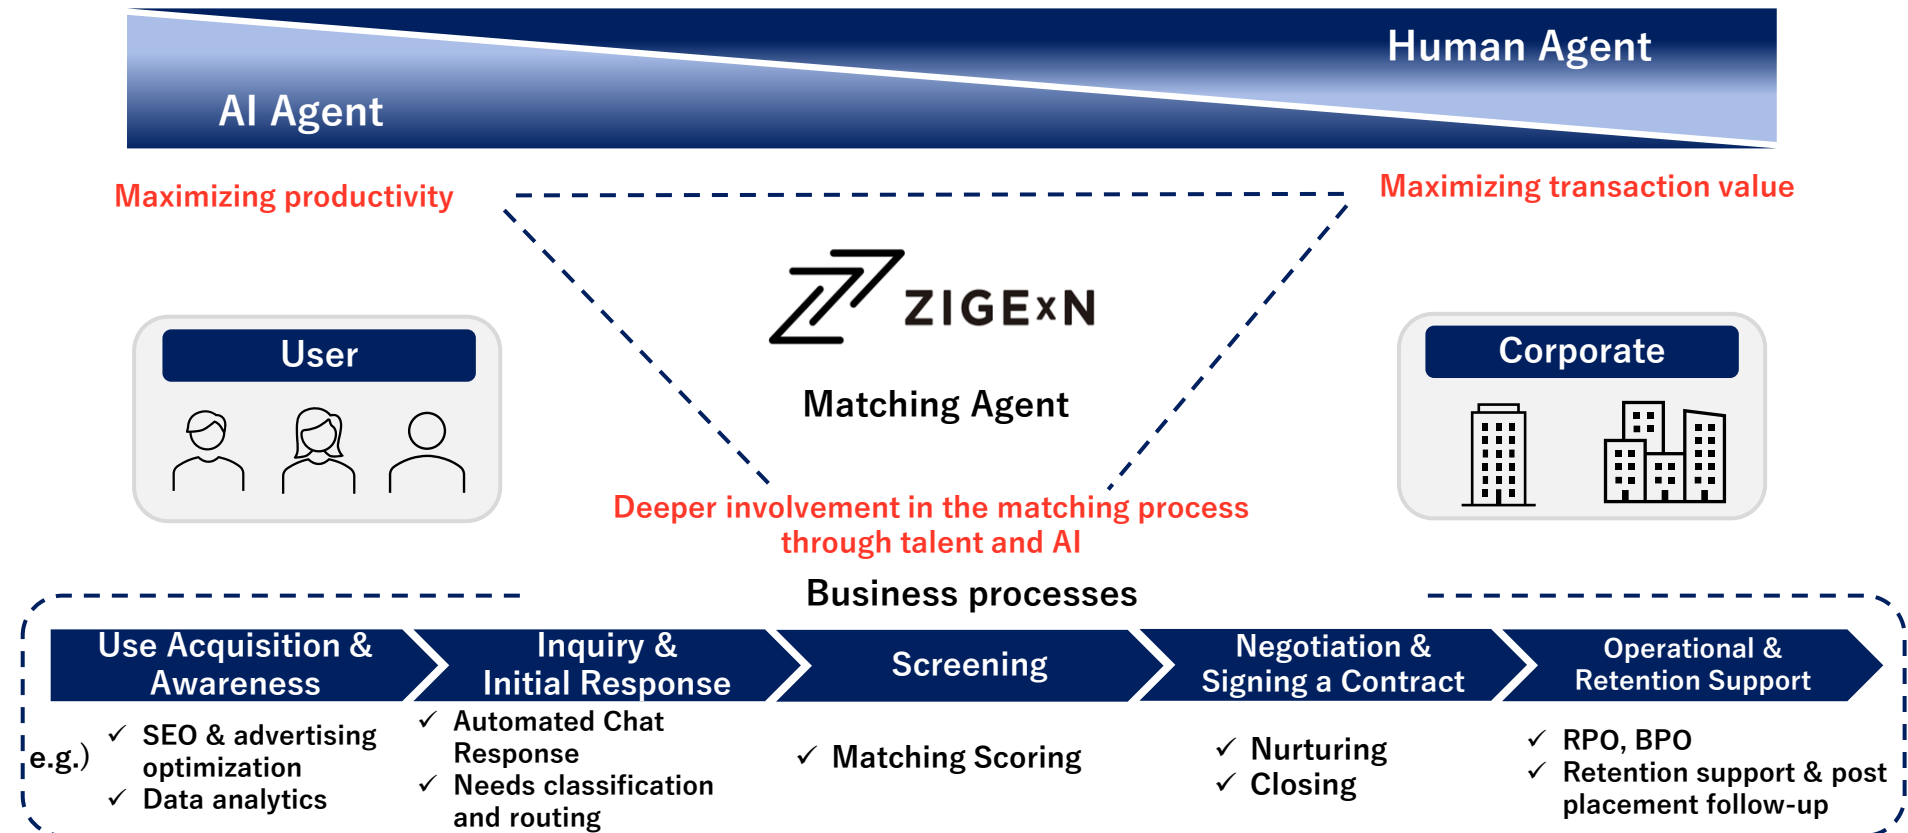 Human Agent
AI Agent
Maximizing productivity
Maximizing transaction value
ZIGExN
Matching Agent
User
Corporate
Deeper involvement in the matching process
through talent and AI
Business processes
Use Acquisition &
Awareness
Inquiry &
Initial Response
Screening
Negotiation &
Signing a Contract
Operational &
Retention Support
e.g.)
✓ SEO & advertising
optimization
✓ Data analytics
✓ Automated Chat
Response
✓ Needs classification
and routing
✓ Matching Scoring
✓ Nurturing
✓ Closing
✓ RPO, BPO
✓ Retention support & post
placement follow-up